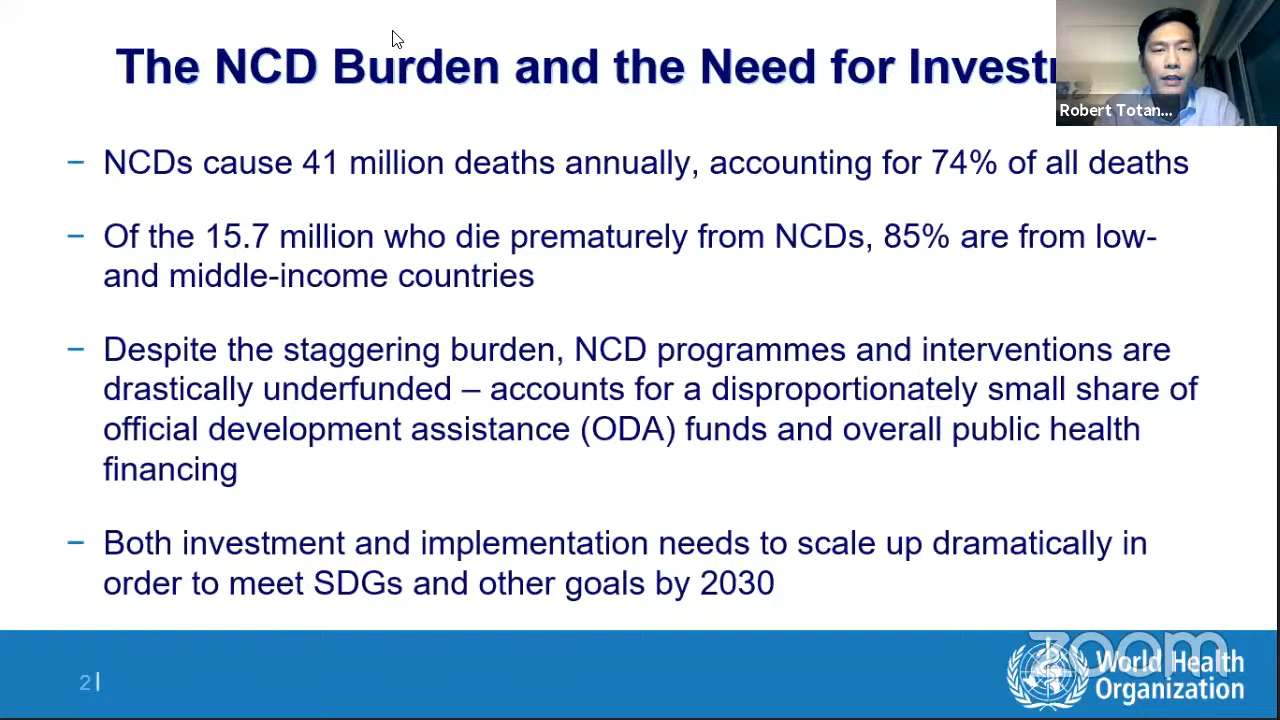 The NCD Burden and the Need for Invest
Robert Totan...
– NCDs cause 41 million deaths annually, accounting for 74% of all deaths
– Of the 15.7 million who die prematurely from NCDs, 85% are from low-
and middle-income countries
– Despite the staggering burden, NCD programmes and interventions are
drastically underfunded – accounts for a disproportionately small share of
official development assistance (ODA) funds and overall public health
financing
– Both investment and implementation needs to scale up dramatically in
order to meet SDGs and other goals by 2030
2|
zoom
World Health
Organization